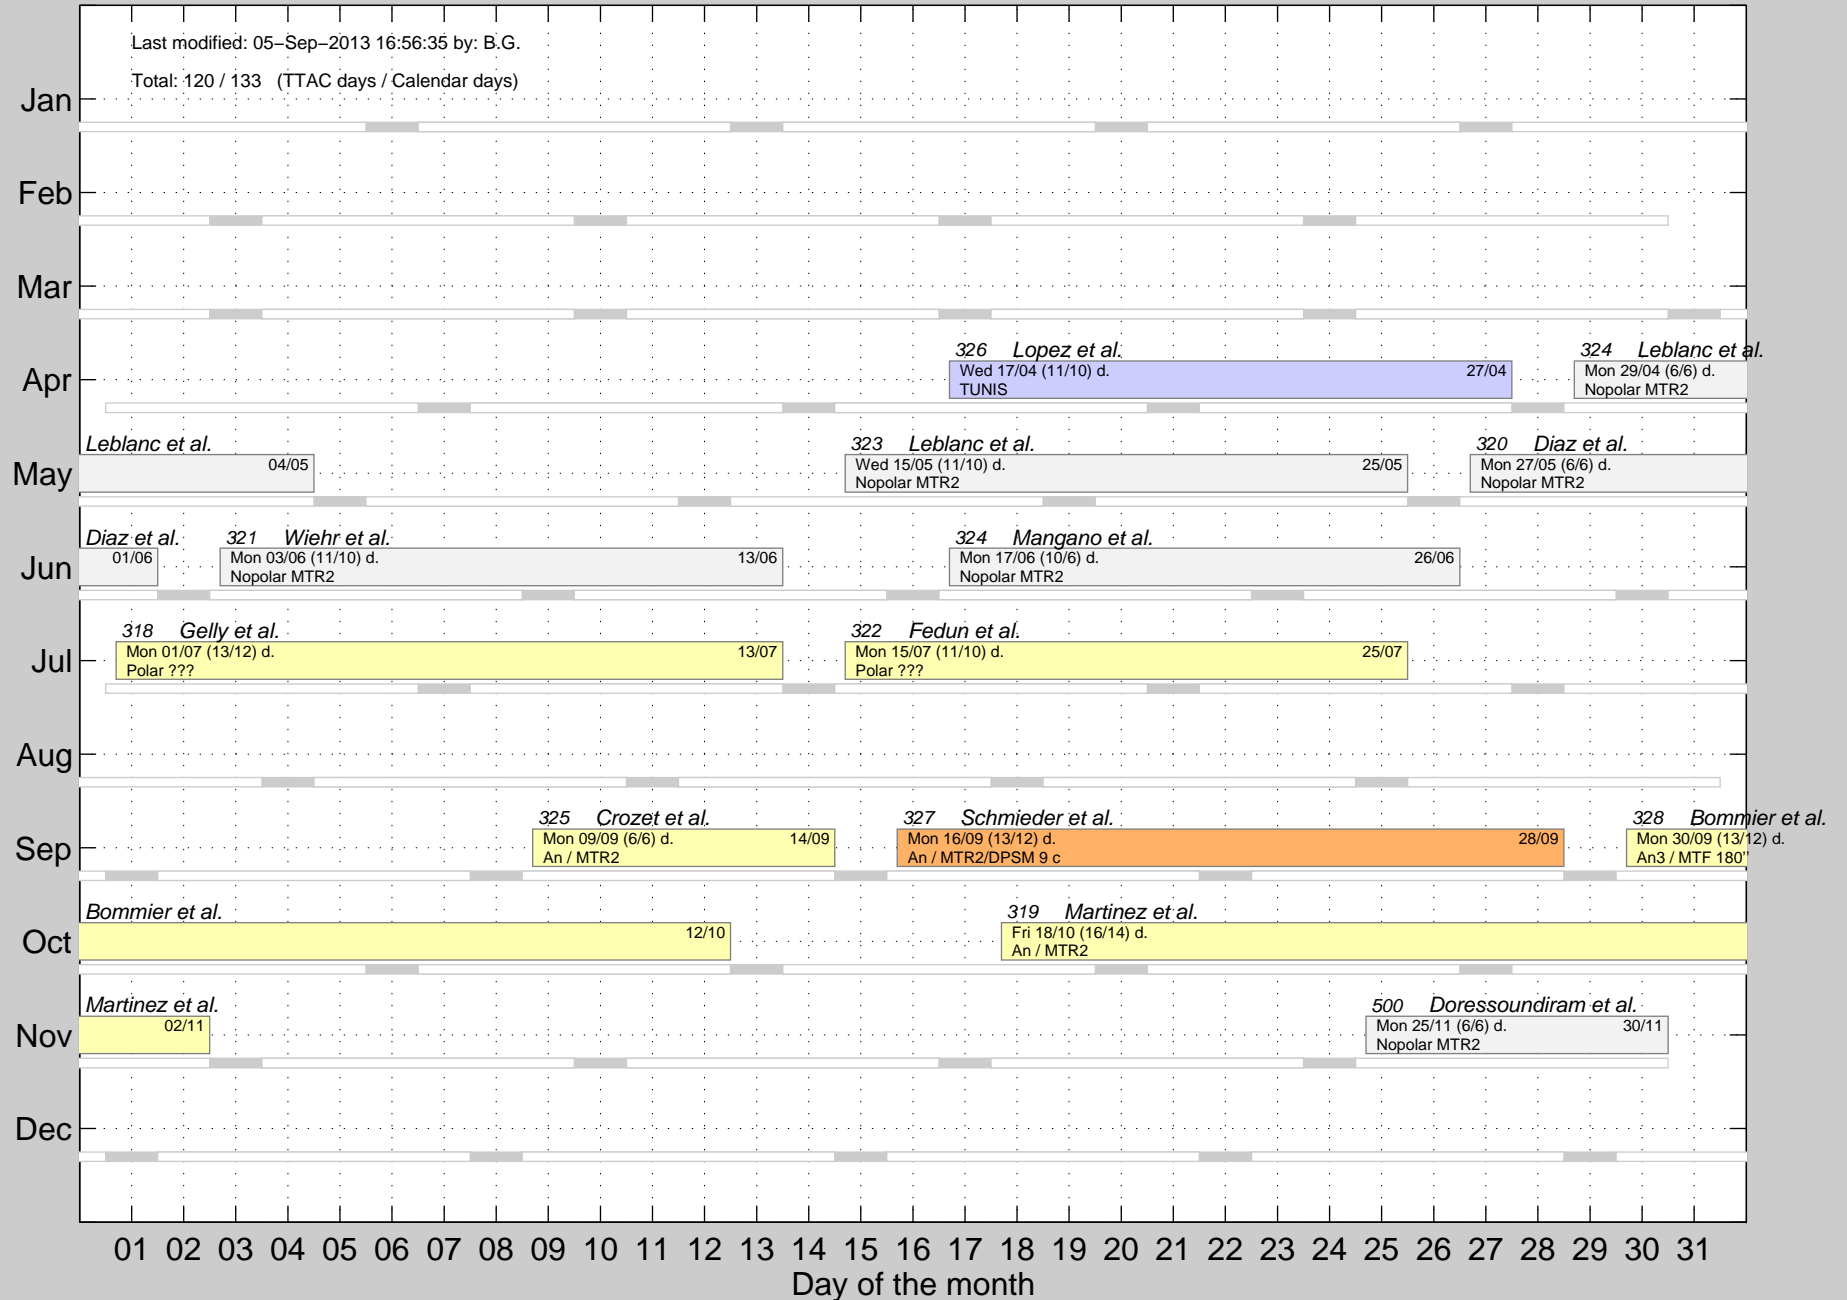 Last modified: 05−Sep−2013 16:56:35 by: B.G.
Total: 120 / 133 (TTAC days / Calendar days)
Jan
Feb
Mar
326 Lopez et al.
324 Leblanc et al.
Apr
Wed 17/04 (11/10) d. 27/04
TUNIS
Mon 29/04 (6/6) d.
Nopolar MTR2
Leblanc et al.
323 Leblanc et al.
320 Diaz et al.
May
04/05
Wed 15/05 (11/10) d. 25/05
Nopolar MTR2
Mon 27/05 (6/6) d.
Nopolar MTR2
Diaz et al.
321 Wiehr et al.
324 Mangano et al.
Jun
01/06
Mon 03/06 (11/10) d. 13/06
Nopolar MTR2
Mon 17/06 (10/6) d. 26/06
Nopolar MTR2
318 Gelly et al.
322 Fedun et al.
Jul
Mon 01/07 (13/12) d. 13/07
Polar ???
Mon 15/07 (11/10) d. 25/07
Polar ???
Aug
325 Crozet et al.
327 Schmieder et al.
328 Bommier et al.
Sep
Mon 09/09 (6/6) d. 14/09
An / MTR2
Mon 16/09 (13/12) d. 28/09
An / MTR2/DPSM 9 c
Mon 30/09 (13/12) d.
An3 / MTF 180"
Bommier et al.
319 Martinez et al.
Oct
12/10
Fri 18/10 (16/14) d.
An / MTR2
Martinez et al.
500 Doressoundiram et al.
Nov
02/11
Mon 25/11 (6/6) d. 30/11
Nopolar MTR2
Dec
01 02 03 04 05 06 07 08 09 10 11 12 13 14 15 16 17 18 19 20 21 22 23 24 25 26 27 28 29 30 31
Day of the month